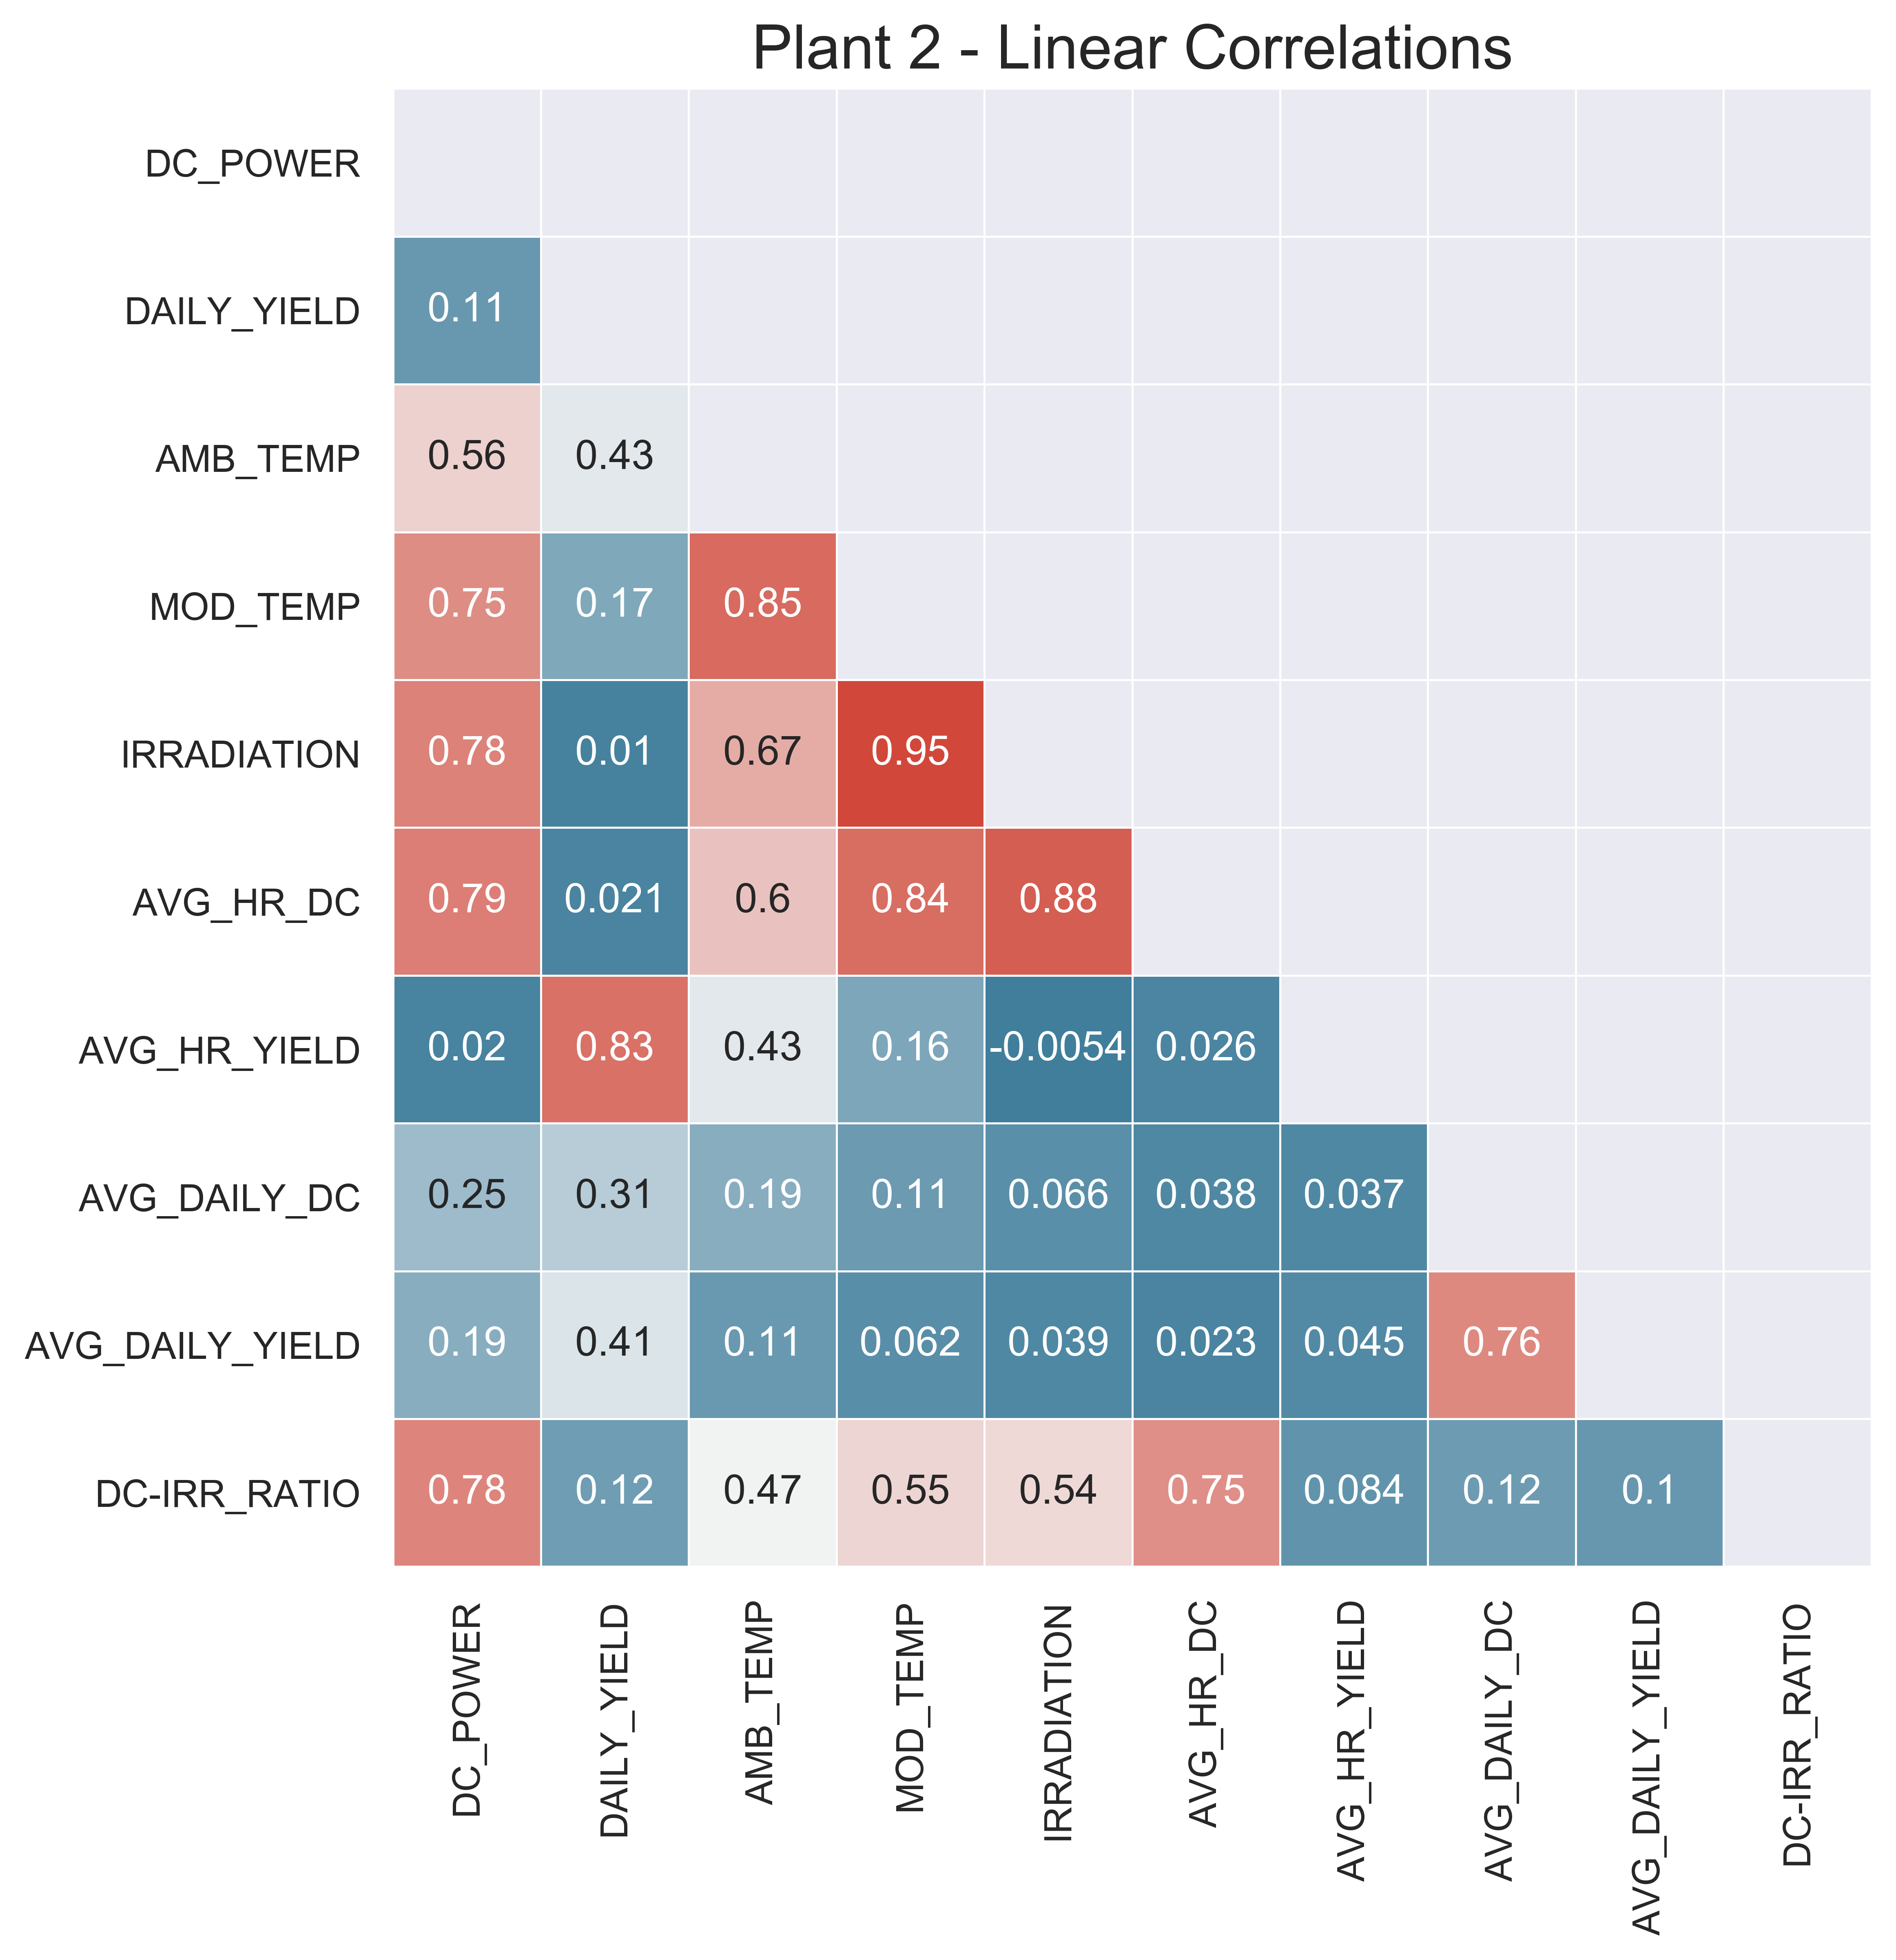 Plant 2 - Linear Correlations
DC_POWER
DAILY_YIELD 0.11
AMB_TEMP 0.56 0.43
MOD_TEMP 0.75 0.17 0.85
IRRADIATION 0.78 0.01 0.67 0.95
AVG_HR_DC 0.79 0.021 0.6 0.84 0.88
AVG_HR_YIELD 0.02 0.83 0.43 0.16 -0.0054 0.026
AVG_DAILY_DC 0.25 0.31 0.19 0.11 0.066 0.038 0.037
AVG_DAILY_YIELD 0.19 0.41 0.11 0.062 0.039 0.023 0.045 0.76
DC-IRR_RATIO 0.78 0.12 0.47 0.55 0.54 0.75 0.084 0.12 0.1
DC_POWER
DAILY_YIELD
AMB_TEMP
MOD_TEMP
IRRADIATION
AVG_HR_DC
AVG_HR_YIELD
AVG_DAILY_DC
AVG_DAILY_YIELD
DC-IRR_RATIO